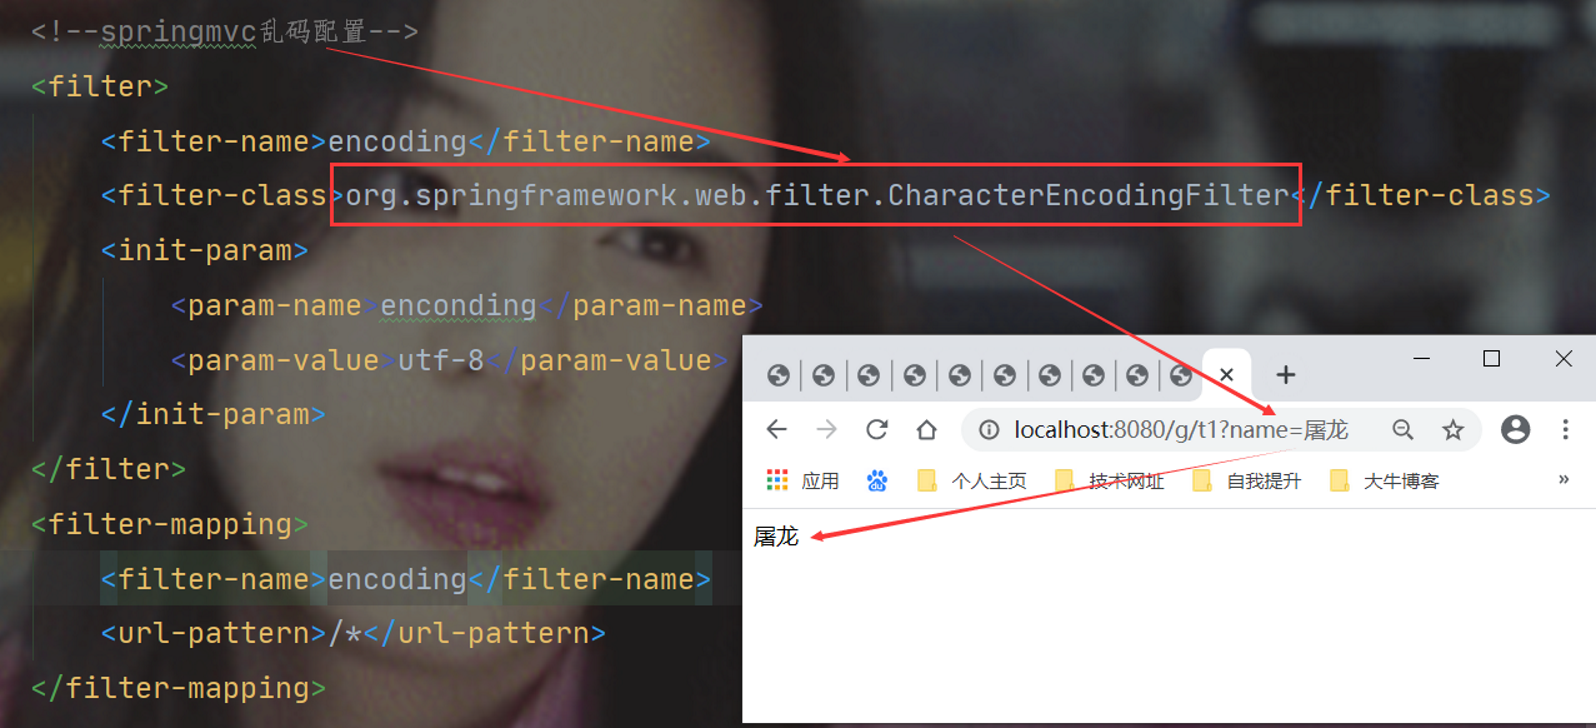 <!--springmvc乱码配置-->
<filter>
<filter-name>encoding</filter-name>
<filter-class>org.springframework.web.filter.CharacterEncodingFilter</filter-class>
<init-param>
<param-name>enconding</param-name>
<param-value>utf-8</param-value>
</init-param>
</filter>
<filter-mapping>
<filter-name>encoding</filter-name>
<url-pattern>/*</url-pattern>
</filter-mapping>
localhost:8080/g/t1?name=屠龙
应用 du 个人主页 技术网址 自我提升 大牛博客 »
屠龙